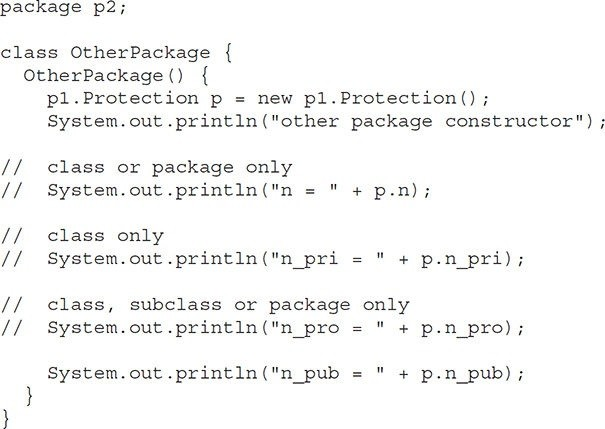 package p2;

class OtherPackage {
  OtherPackage() {
    p1.Protection p = new p1.Protection();
    System.out.println("other package constructor");

//  class or package only
//  System.out.println("n = " + p.n);

//  class only
//  System.out.println("n_pri = " + p.n_pri);

//  class, subclass or package only
//  System.out.println("n_pro = " + p.n_pro);

    System.out.println("n_pub = " + p.n_pub);
  }
}